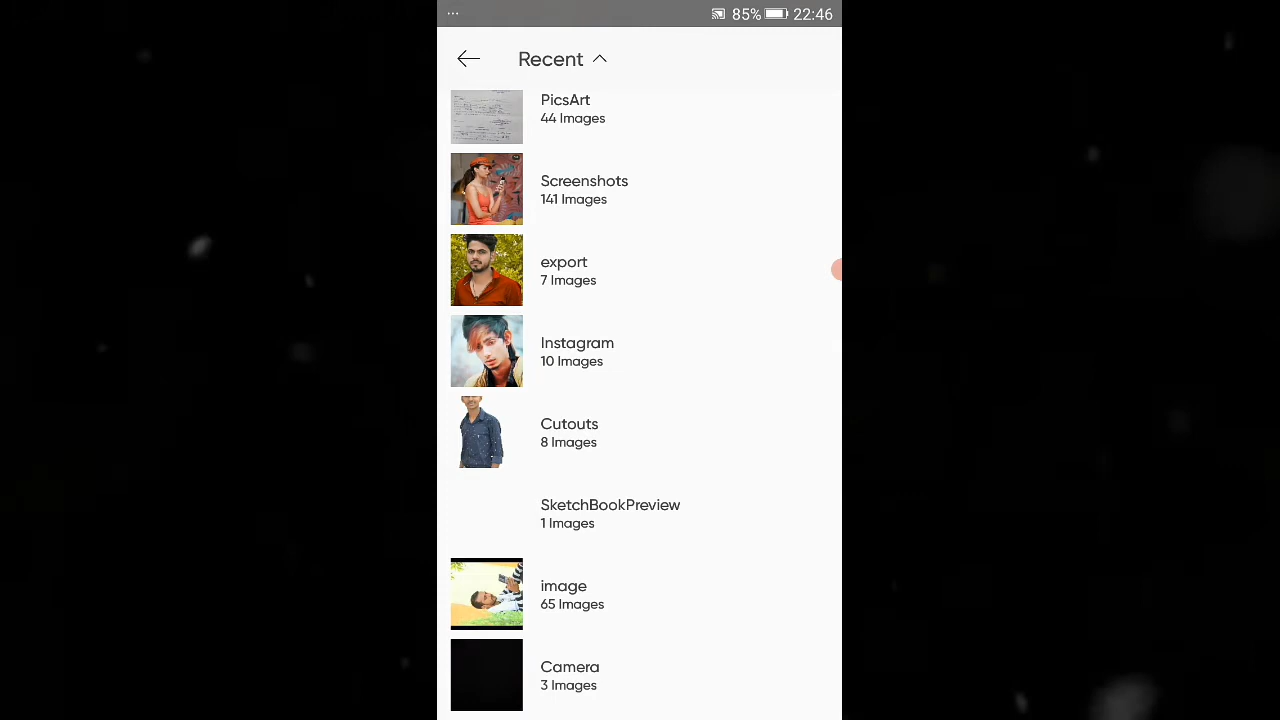 ... 85% 22:46
Recent
PicsArt
44 Images
Screenshots
141 Images
export
7 Images
Instagram
10 Images
Cutouts
8 Images
SketchBookPreview
1 Images
image
65 Images
Camera
3 Images